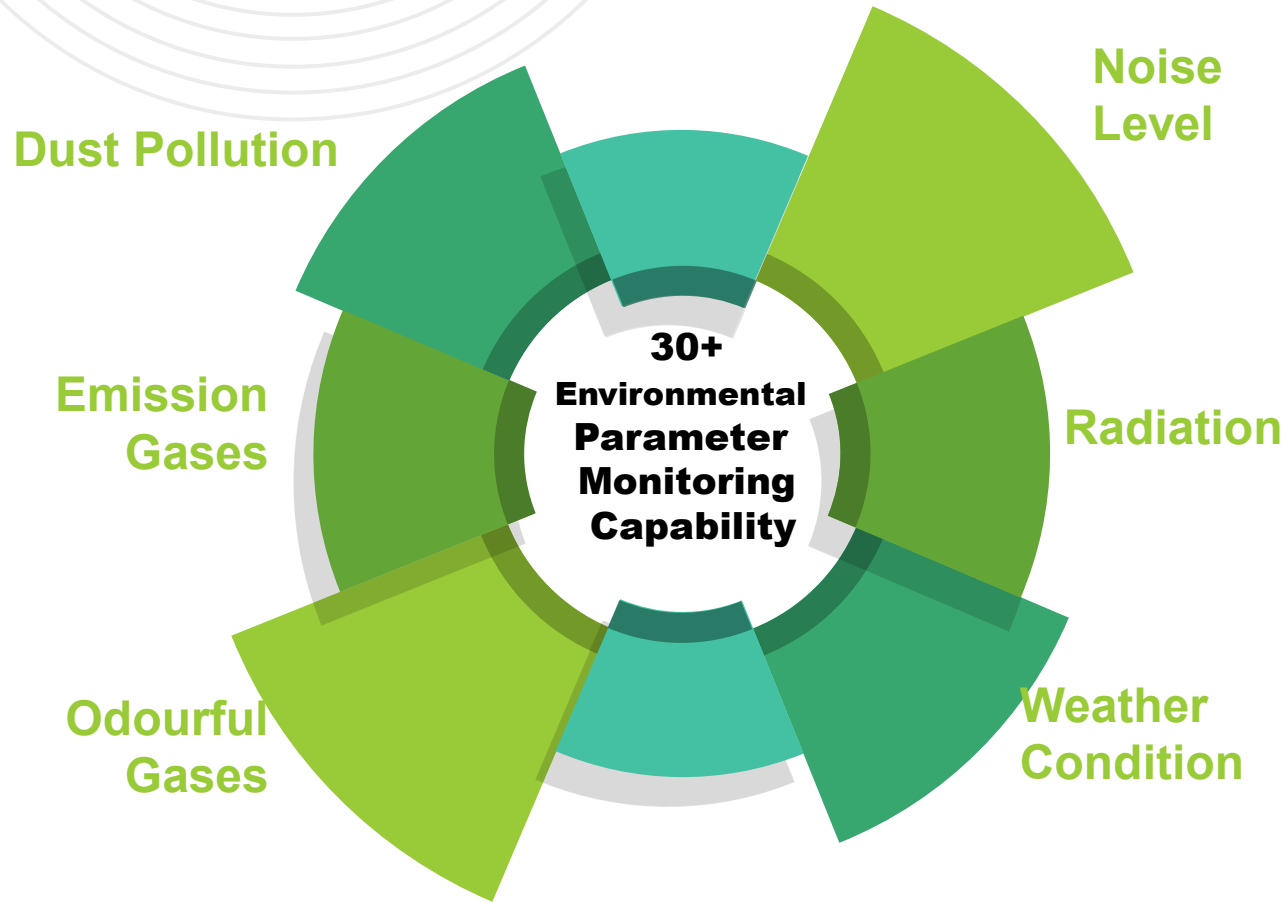 Noise
Level
Dust Pollution
30+
Environmental
Parameter
Monitoring
Capability
Emission
Gases
Radiation
Odourful
Gases
Weather
Condition